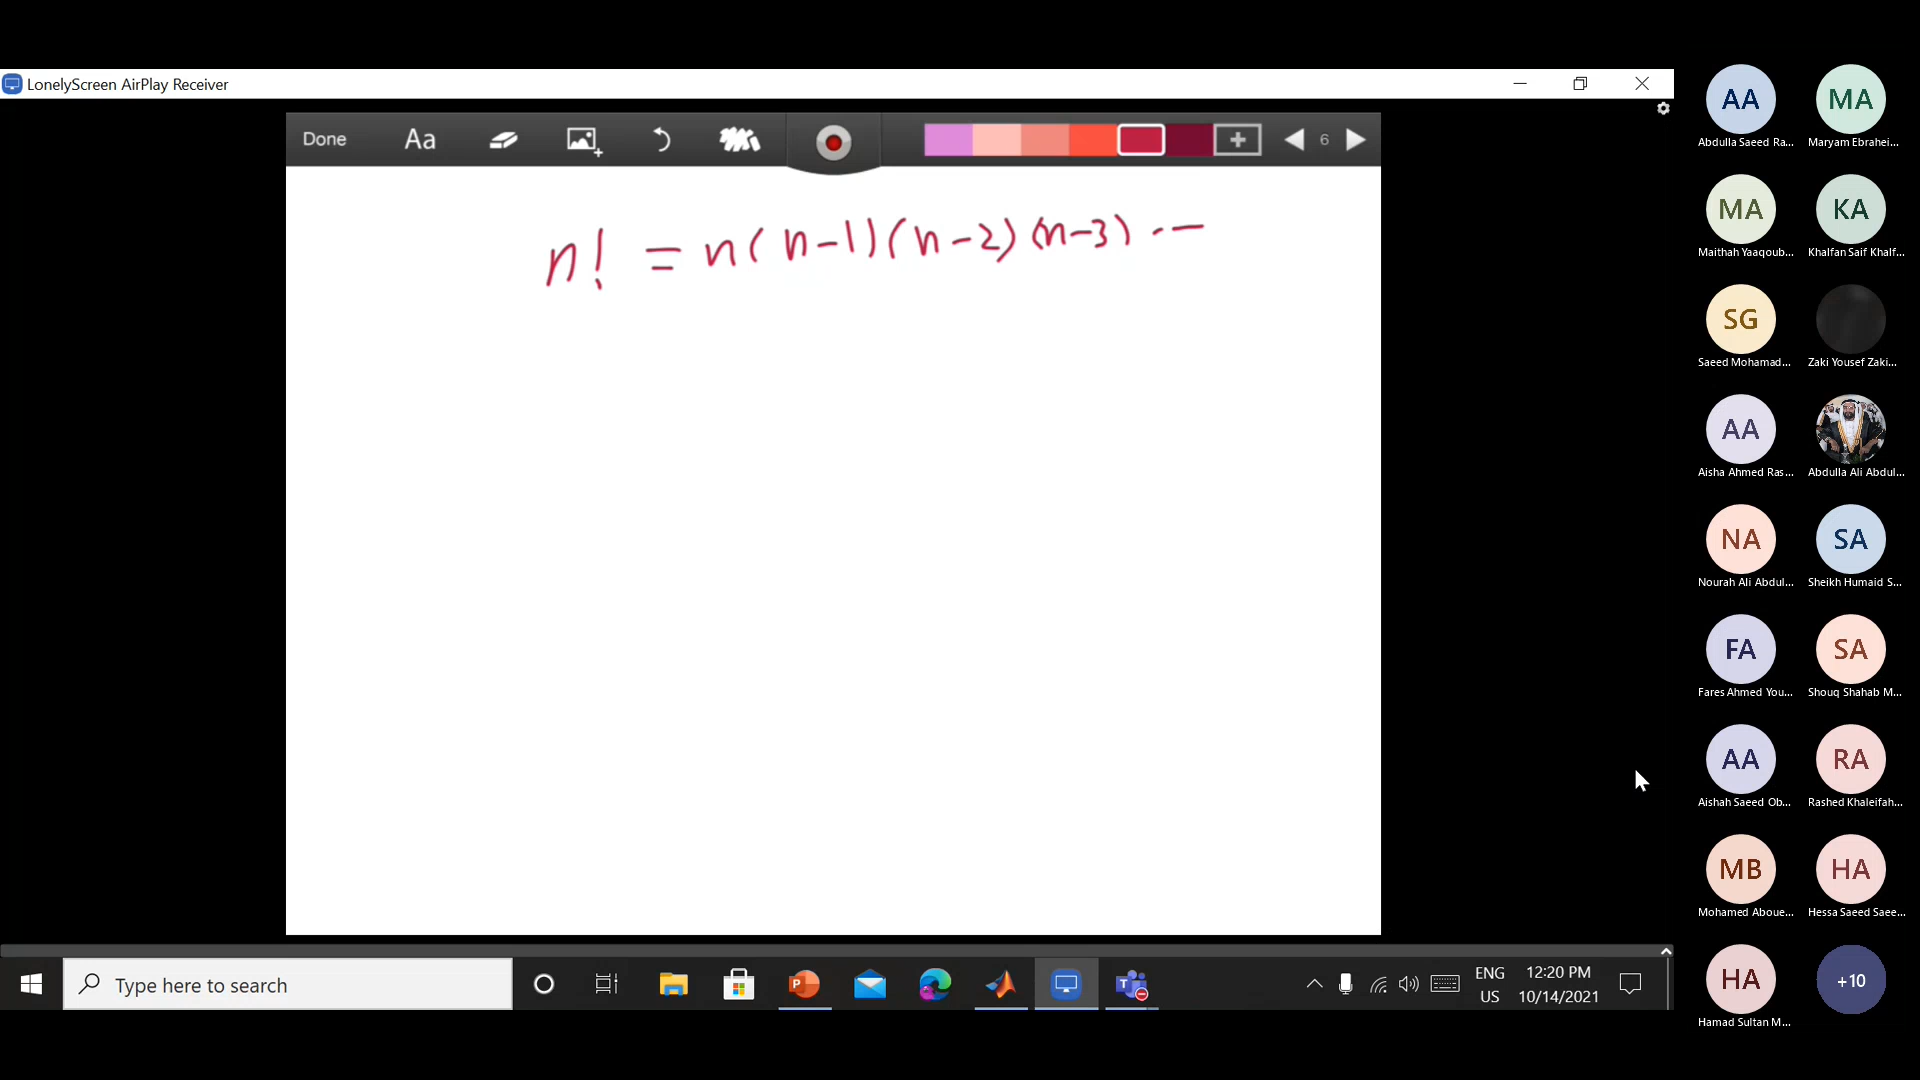 LonelyScreen AirPlay Receiver
Done Aa 6
n! = n(n-1)(n-2)(n-3)...
AA MA
Abdulla Saeed Ra... Maryam Ebrahei...
MA KA
Maithah Yaaqoub... Khalfan Saif Khalf...
SG
Saeed Mohamad... Zaki Yousef Zaki...
AA
Aisha Ahmed Ras... Abdulla Ali Abdul...
NA SA
Nourah Ali Abdul... Sheikh Humaid S...
FA SA
Fares Ahmed You... Shouq Shahab M...
AA RA
Aishah Saeed Ob... Rashed Khaleifah...
MB HA
Mohamed Aboue... Hessa Saeed Saee...
HA +10
Hamad Sultan M...
Type here to search
ENG
US
12:20 PM
10/14/2021